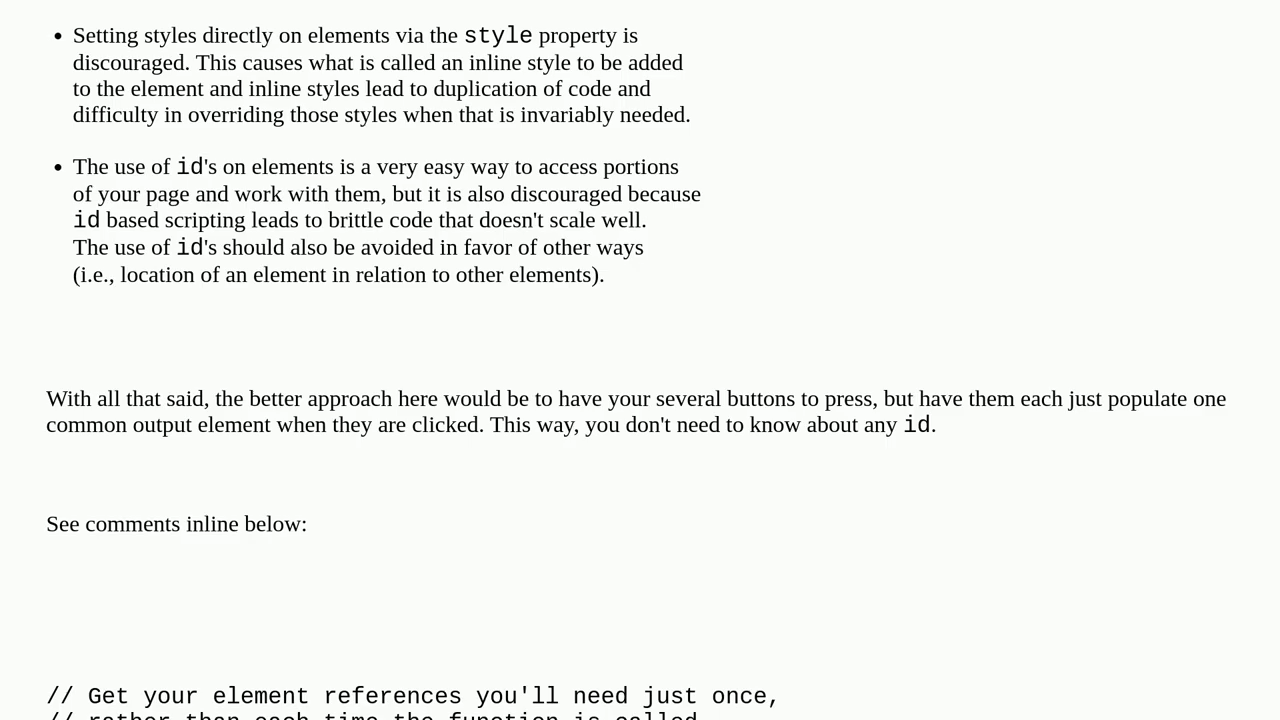 • Setting styles directly on elements via the style property is
discouraged. This causes what is called an inline style to be added
to the element and inline styles lead to duplication of code and
difficulty in overriding those styles when that is invariably needed.
• The use of id's on elements is a very easy way to access portions
of your page and work with them, but it is also discouraged because
id based scripting leads to brittle code that doesn't scale well.
The use of id's should also be avoided in favor of other ways
(i.e., location of an element in relation to other elements).
With all that said, the better approach here would be to have your several buttons to press, but have them each just populate one
common output element when they are clicked. This way, you don't need to know about any id.
See comments inline below:
// Get your element references you'll need just once,
// rather than each time the function is called